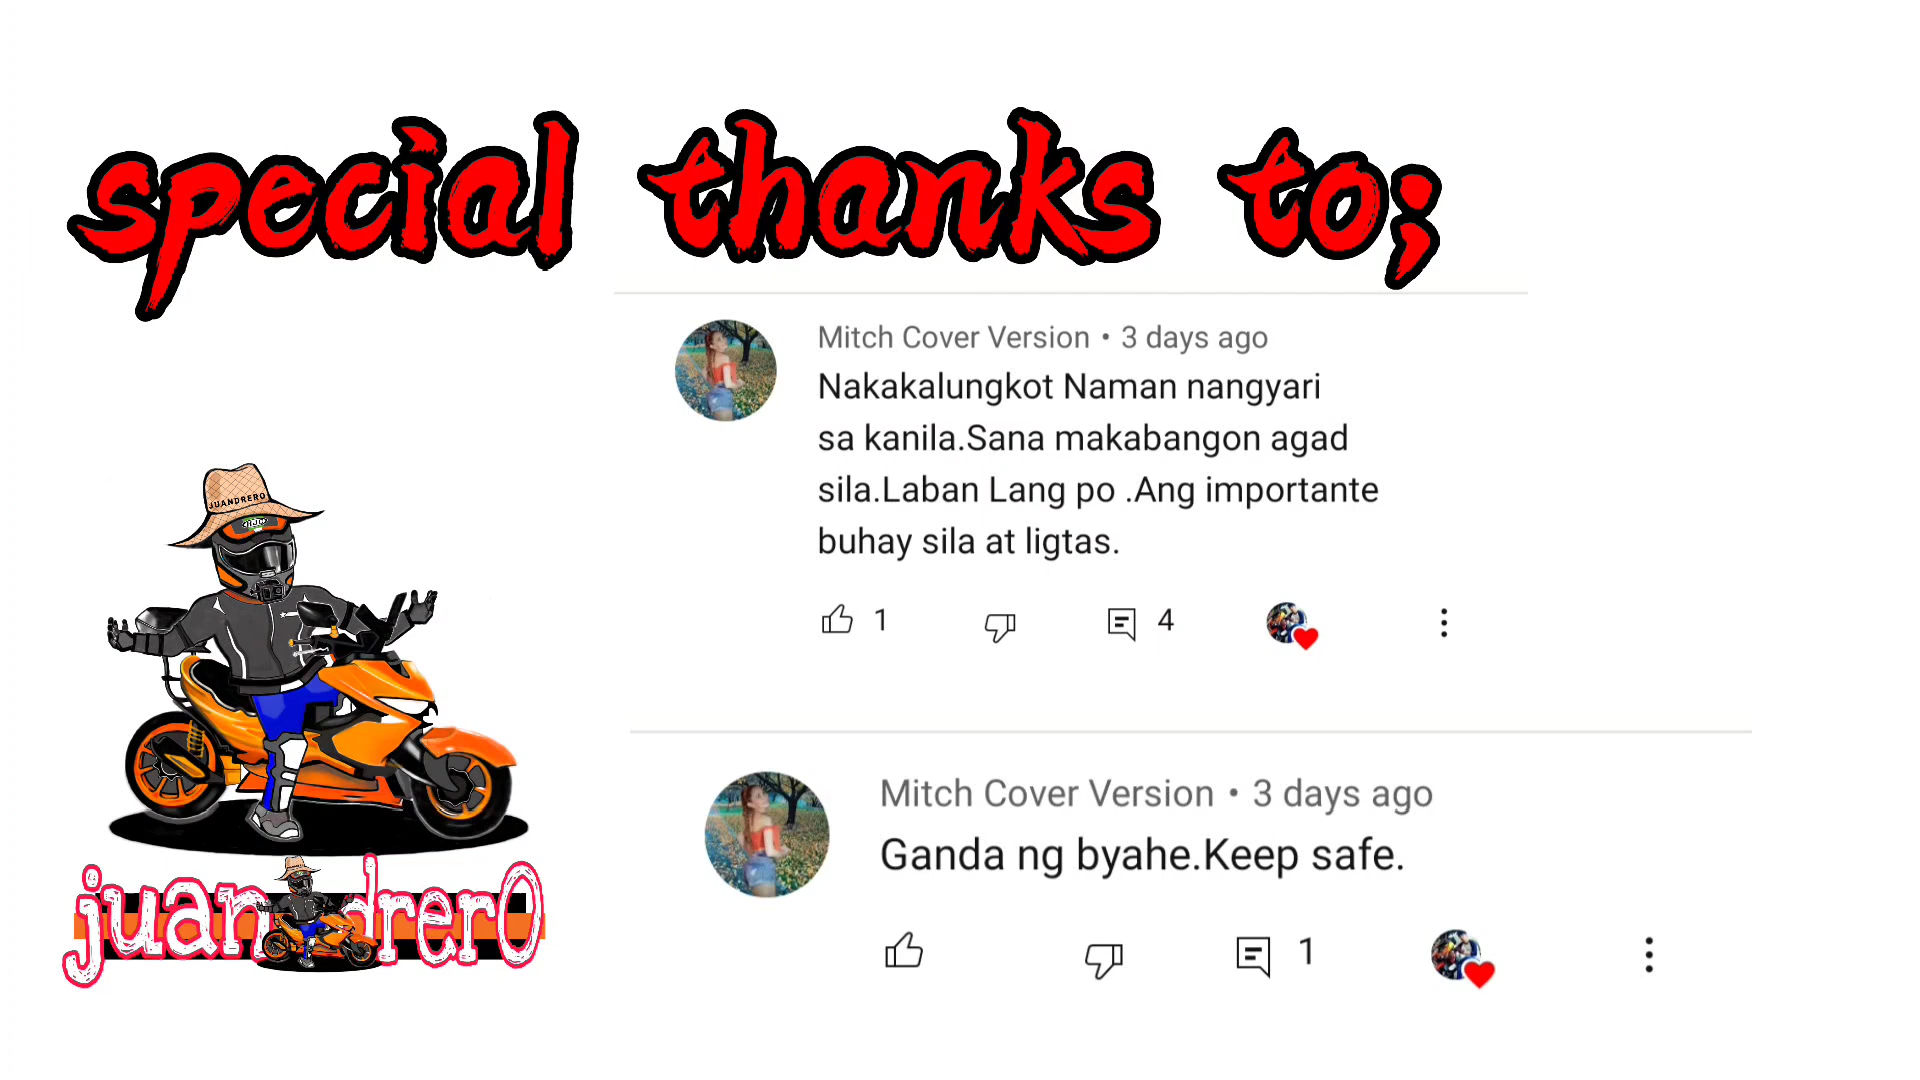 special thanks to;
Mitch Cover Version • 3 days ago
Nakakalungkot Naman nangyari
sa kanila.Sana makabangon agad
sila.Laban Lang po .Ang importante
buhay sila at ligtas.
1 4
JUANDRERO
Mitch Cover Version • 3 days ago
Ganda ng byahe.Keep safe.
1
juandrer0